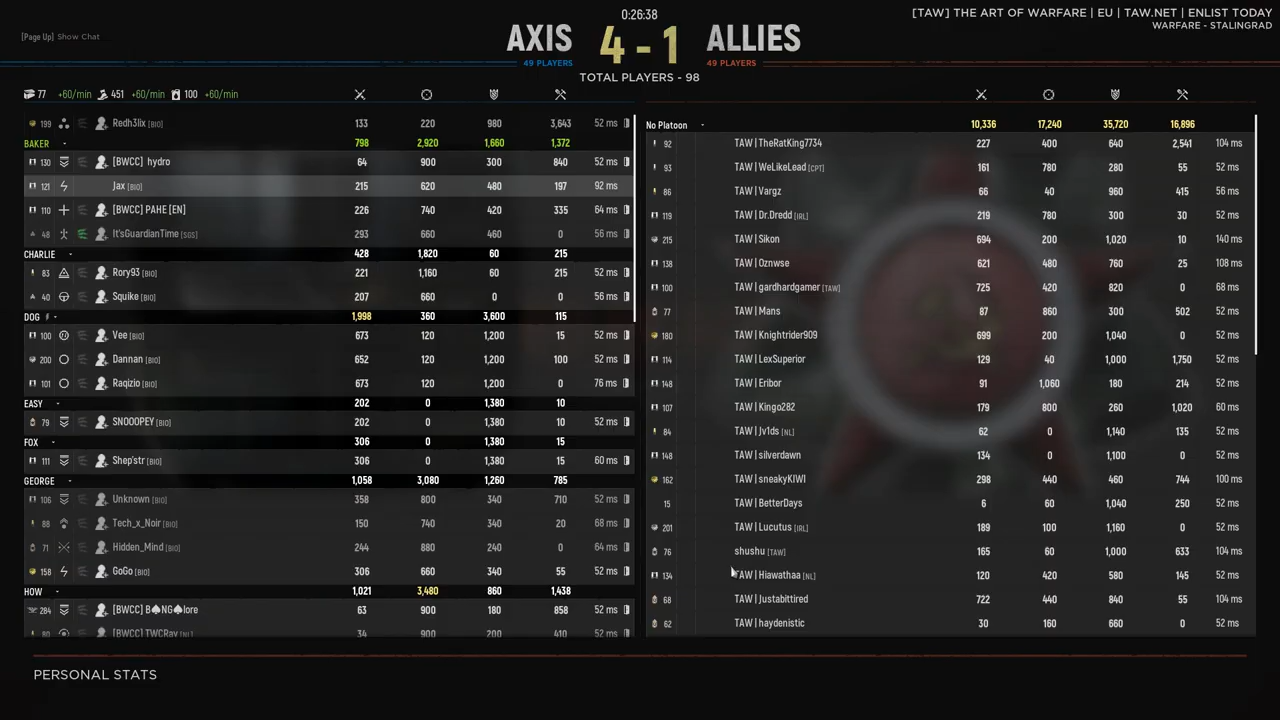 0:26:38
[TAW] THE ART OF WARFARE | EU | TAW.NET | ENLIST TODAY
WARFARE - STALINGRAD
[Page Up] Show Chat
AXIS 4 - 1 ALLIES
49 PLAYERS 49 PLAYERS
TOTAL PLAYERS - 98
77 +60/min 451 +60/min 100 +60/min
199 Redh3lix [BIO] 133 220 980 3,643 52 ms
BAKER - 798 2,920 1,660 1,372
130 [BWCC] hydro 64 900 300 840 52 ms
121 Jax [BIO] 215 620 480 197 92 ms
110 [BWCC] PAHE [EN] 226 740 420 335 64 ms
48 It'sGuardianTime [SGS] 293 660 460 0 56 ms
CHARLIE - 428 1,820 60 215
83 Rory93 [BIO] 221 1,160 60 215 52 ms
40 Squike [BIO] 207 660 0 0 56 ms
DOG - 1,998 360 3,600 115
100 Vee [BIO] 673 120 1,200 15 52 ms
200 Dannan [BIO] 652 120 1,200 100 52 ms
101 Raqizio [BIO] 673 120 1,200 0 76 ms
EASY - 202 0 1,380 10
79 SNOOOPEY [BIO] 202 0 1,380 10 52 ms
FOX - 306 0 1,380 15
111 Shep'str [BIO] 306 0 1,380 15 60 ms
GEORGE - 1,058 3,080 1,260 785
106 Unknown [BIO] 358 800 340 710 52 ms
88 Tech_x_Noir [BIO] 150 740 340 20 68 ms
71 Hidden_Mind [BIO] 244 880 240 0 64 ms
158 GoGo [BIO] 306 660 340 55 52 ms
HOW - 1,021 3,480 860 1,438
284 [BWCC] B♠NG♠lore 63 900 180 858 52 ms
80 [BWCC] TWCRay [NL] 34 900 200 410 52 ms
No Platoon - 10,336 17,240 35,720 16,896
92 TAW | TheRatKing7734 227 400 640 2,541 104 ms
93 TAW | WeLikeLead [CPT] 161 780 280 55 52 ms
86 TAW | Vargz 66 40 960 415 56 ms
119 TAW | Dr.Dredd [IRL] 219 780 300 30 52 ms
215 TAW | Sikon 694 200 1,020 10 140 ms
138 TAW | Oznwse 621 480 760 25 108 ms
100 TAW | gardhardgamer [TAW] 725 420 820 0 68 ms
77 TAW | Mans 87 860 300 502 52 ms
180 TAW | Knightrider909 699 200 1,040 0 52 ms
114 TAW | LexSuperior 129 40 1,000 1,750 52 ms
148 TAW | Eribor 91 1,060 180 214 52 ms
107 TAW | Kingo282 179 800 260 1,020 60 ms
84 TAW | Jv1ds [NL] 62 0 1,140 135 52 ms
148 TAW | silverdawn 134 0 1,100 0 52 ms
162 TAW | sneakyKIWI 298 440 460 744 100 ms
15 TAW | BetterDays 6 60 1,040 250 52 ms
201 TAW | Lucutus [IRL] 189 100 1,160 0 52 ms
76 shushu [TAW] 165 60 1,000 633 104 ms
134 TAW | Hiawathaa [NL] 120 420 580 145 52 ms
68 TAW | Justabittired 722 440 840 55 104 ms
62 TAW | haydenistic 30 160 660 0 52 ms
PERSONAL STATS